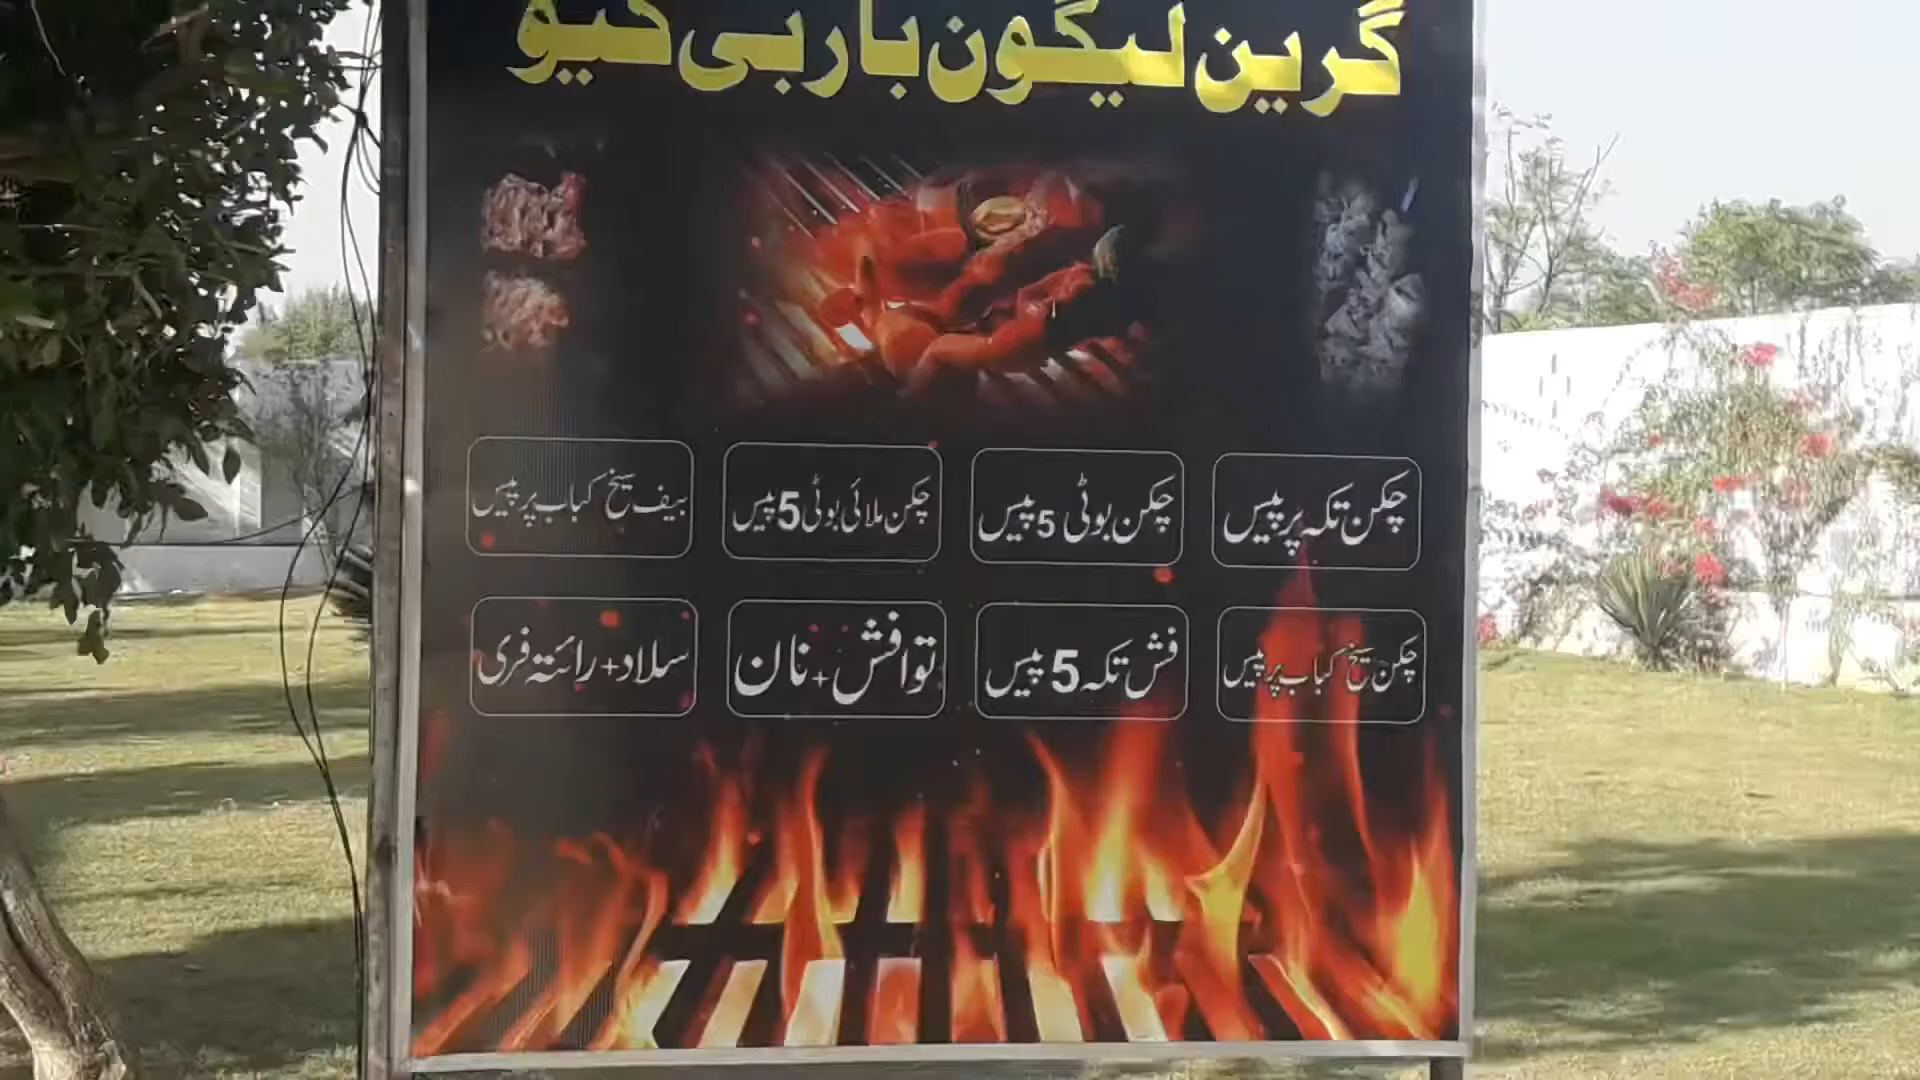 گرین لیگون باربی کیو
چکن تکہ پر پیس
چکن بوٹی 5 پیس
چکن ملائی بوٹی 5 پیس
بیف سیخ کباب پر پیس
چکن سیخ کباب پر پیس
فش تکہ 5 پیس
توا فش + نان
سلاد + رائتہ فری